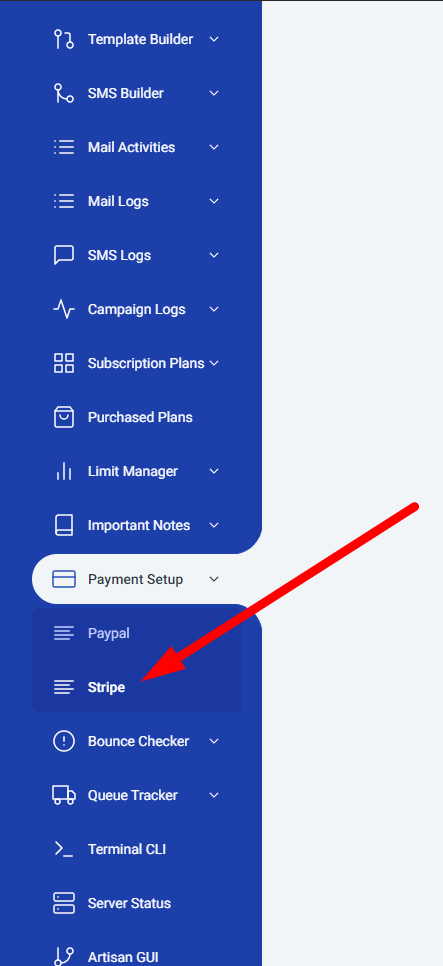 Template Builder
SMS Builder
Mail Activities
Mail Logs
SMS Logs
Campaign Logs
Subscription Plans
Purchased Plans
Limit Manager
Important Notes
Payment Setup
Paypal
Stripe
Bounce Checker
Queue Tracker
Terminal CLI
Server Status
Artisan GUI